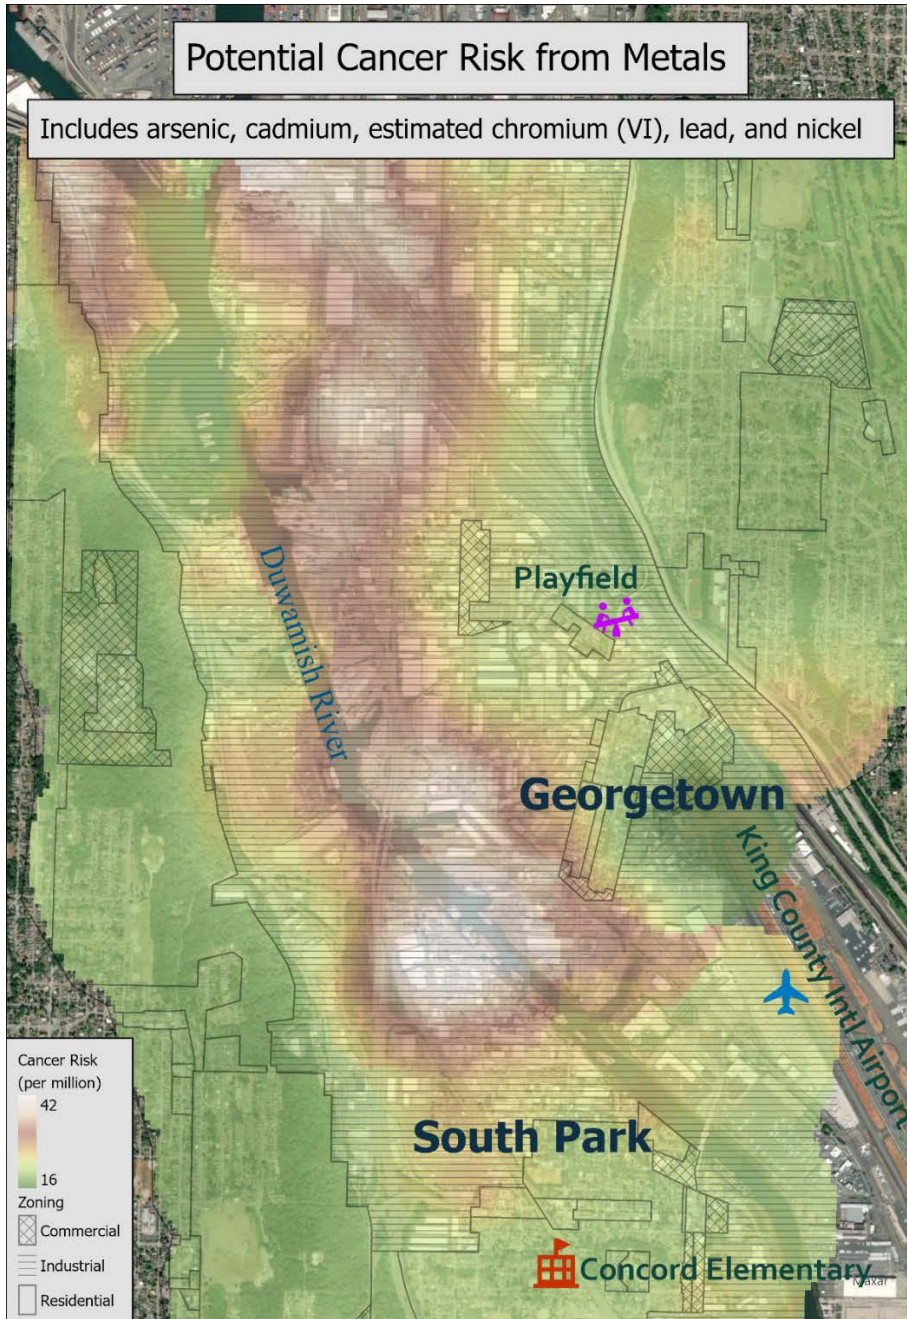 Potential Cancer Risk from Metals
Includes arsenic, cadmium, estimated chromium (VI), lead, and nickel
Duwamish River
Playfield
Georgetown
King County Intl Airport
South Park
Concord Elementary
Maxar
Cancer Risk
(per million)
42
16
Zoning
Commercial
Industrial
Residential